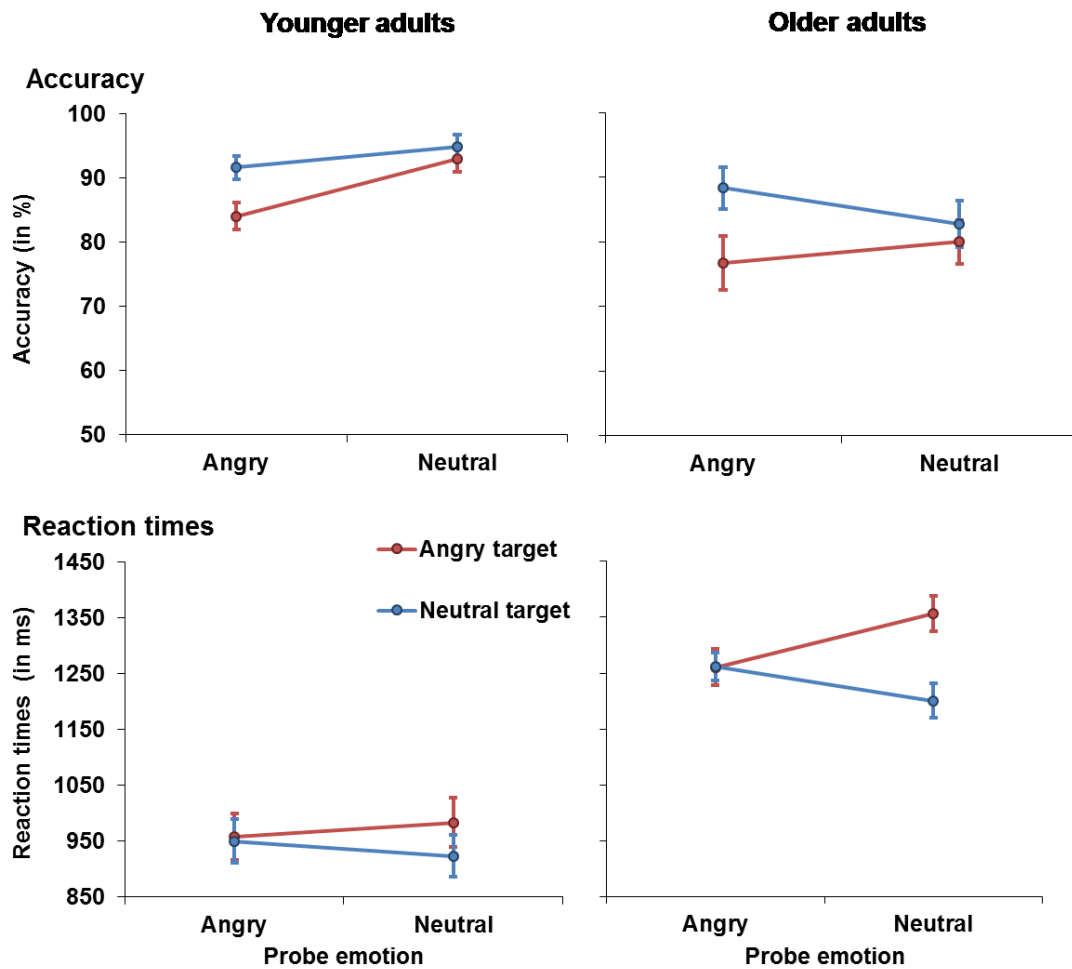 Younger adults
Older adults
Accuracy
Accuracy (in %)
100
90
80
70
60
50
Angry
Neutral
Angry
Neutral
Reaction times
Angry target
Neutral target
Reaction times (in ms)
1450
1350
1250
1150
1050
950
850
Angry
Neutral
Probe emotion
Angry
Neutral
Probe emotion